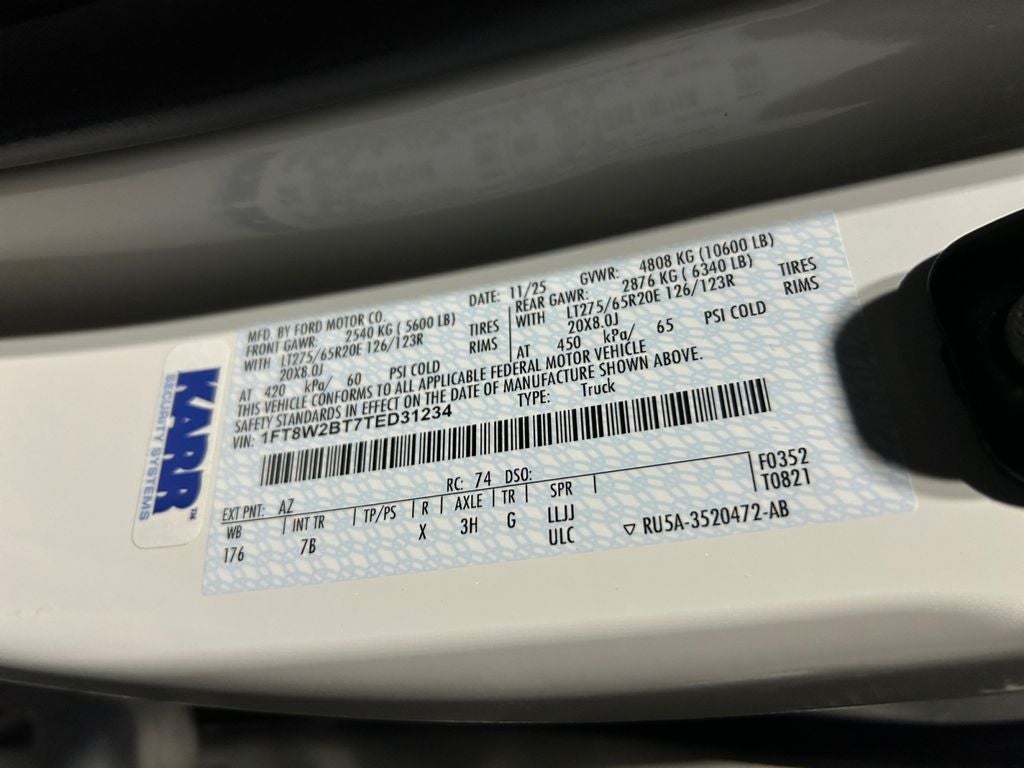 MFD. BY FORD MOTOR CO.
DATE: 11/25 GVWR: 4808 KG (10600 LB)
FRONT GAWR: 2540 KG ( 5600 LB)
REAR GAWR: 2876 KG ( 6340 LB)
WITH LT275/65R20E 126/123R TIRES
WITH LT275/65R20E 126/123R TIRES
20X8.0J RIMS
20X8.0J RIMS
AT 420 kPa/ 60 PSI COLD
AT 450 kPa/ 65 PSI COLD
THIS VEHICLE CONFORMS TO ALL APPLICABLE FEDERAL MOTOR VEHICLE
SAFETY STANDARDS IN EFFECT ON THE DATE OF MANUFACTURE SHOWN ABOVE.
VIN: 1FT8W2BT7TED31234 TYPE: Truck
EXT PNT: AZ RC: 74 DSO: F0352
WB INT TR TP/PS R AXLE TR SPR T0821
176 7B X 3H G LLJJ
ULC RU5A-3520472-AB
KARR™
SECURITY SYSTEMS